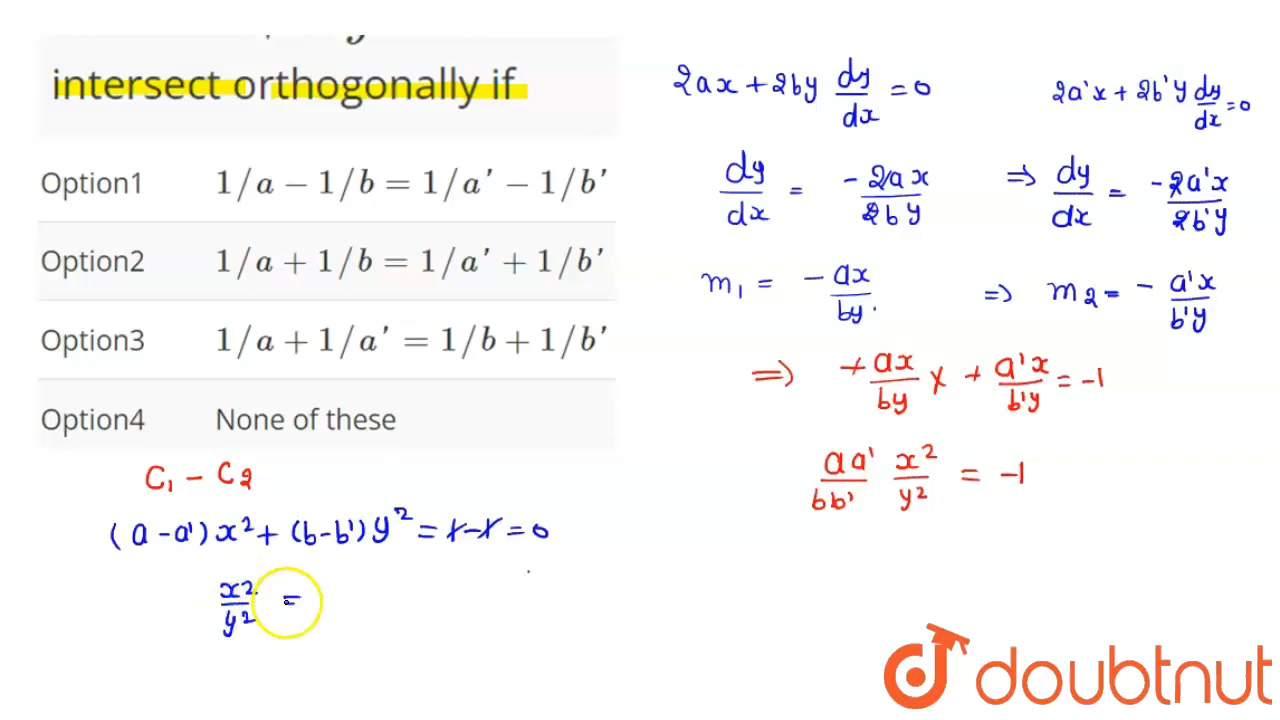 intersect orthogonally if
Option1 1/a − 1/b = 1/a′ − 1/b′
Option2 1/a + 1/b = 1/a′ + 1/b′
Option3 1/a + 1/a′ = 1/b + 1/b′
Option4 None of these
C₁ − C₂
(a − a')x² + (b − b')y² = 1 − 1 = 0
x²/y² =
2ax + 2by dy/dx = 0
2a'x + 2b'y dy/dx = 0
dy/dx = −2ax/2by ⇒ dy/dx = −2a'x/2b'y
m₁ = −ax/by. ⇒ m₂ = −a'x/b'y
⇒ +ax/by × +a'x/b'y = −1
aa'/bb' x²/y² = −1
doubtnut